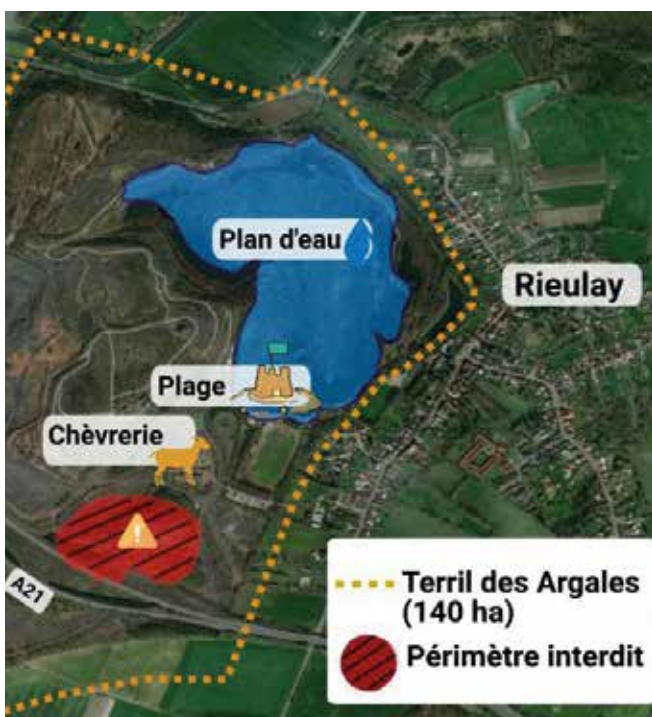 Plan d'eau
Rieulay
Plage
Chèvrerie
A21
Terril des Argales
(140 ha)
Périmètre interdit